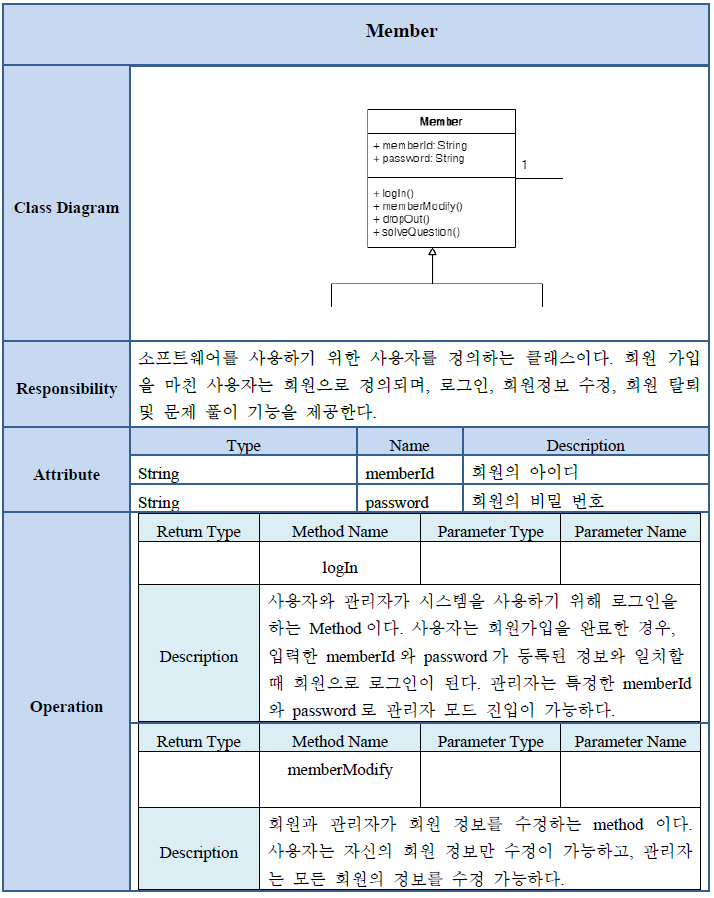 Member
Class Diagram
Member
+ memberId: String
+ password: String
1
+ logIn()
+ memberModify()
+ dropOut()
+ solveQuestion()
Responsibility
소프트웨어를 사용하기 위한 사용자를 정의하는 클래스이다. 회원 가입
을 마친 사용자는 회원으로 정의되며, 로그인, 회원정보 수정, 회원 탈퇴
및 문제 풀이 기능을 제공한다.
Attribute
Type Name Description
String memberId 회원의 아이디
String password 회원의 비밀 번호
Operation
Return Type Method Name Parameter Type Parameter Name
logIn
Description
사용자와 관리자가 시스템을 사용하기 위해 로그인을
하는 Method 이다. 사용자는 회원가입을 완료한 경우,
입력한 memberId 와 password 가 등록된 정보와 일치할
때 회원으로 로그인이 된다. 관리자는 특정한 memberId
와 password 로 관리자 모드 진입이 가능하다.
Return Type Method Name Parameter Type Parameter Name
memberModify
Description
회원과 관리자가 회원 정보를 수정하는 method 이다.
사용자는 자신의 회원 정보만 수정이 가능하고, 관리자
는 모든 회원의 정보를 수정 가능하다.